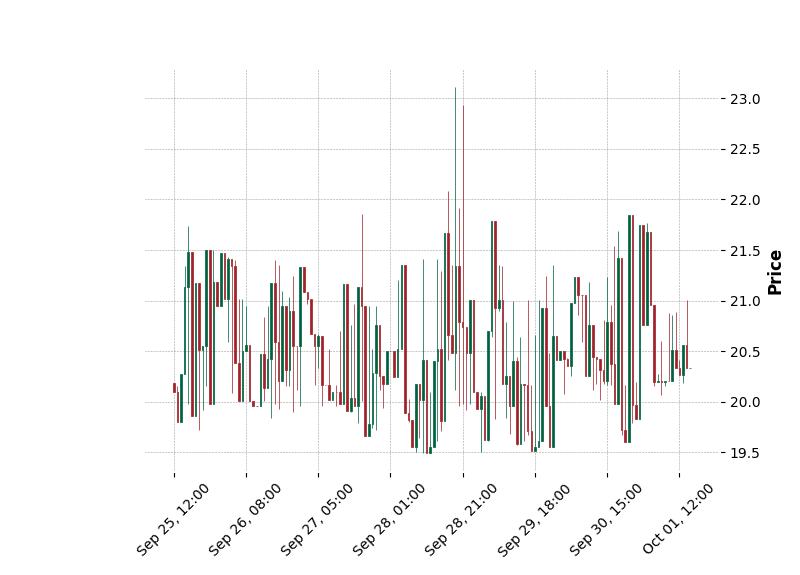 23.0
22.5
22.0
21.5
21.0
20.5
20.0
19.5
Price
Sep 25, 12:00
Sep 26, 08:00
Sep 27, 05:00
Sep 28, 01:00
Sep 28, 21:00
Sep 29, 18:00
Sep 30, 15:00
Oct 01, 12:00